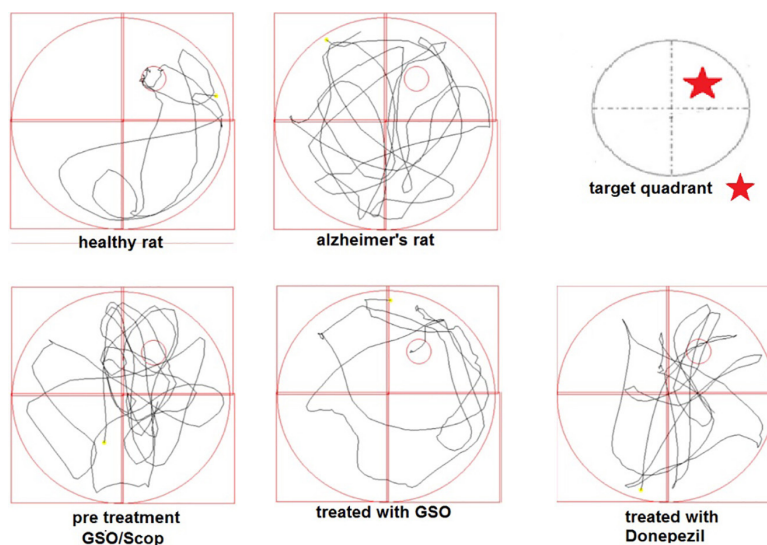 healthy rat
alzheimer's rat
target quadrant
pre treatment
GSO/Scop
treated with GSO
treated with
Donepezil